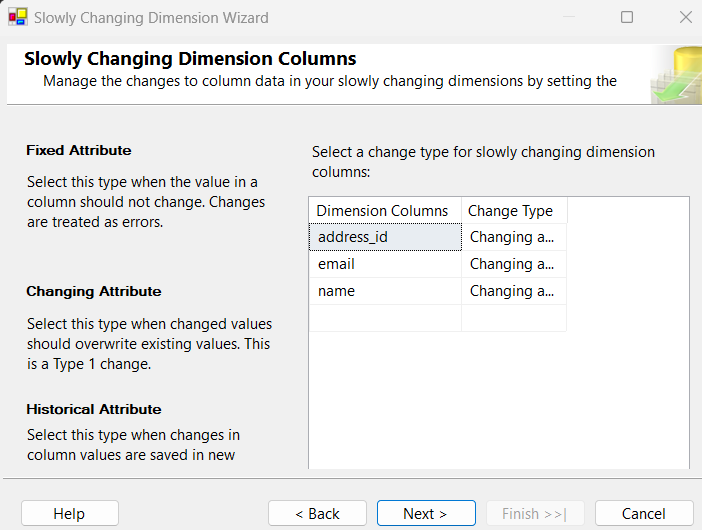 Slowly Changing Dimension Wizard
Slowly Changing Dimension Columns
Manage the changes to column data in your slowly changing dimensions by setting the
Fixed Attribute
Select this type when the value in a
column should not change. Changes
are treated as errors.
Changing Attribute
Select this type when changed values
should overwrite existing values. This
is a Type 1 change.
Historical Attribute
Select this type when changes in
column values are saved in new
Select a change type for slowly changing dimension
columns:
Dimension Columns Change Type
address_id Changing a...
email Changing a...
name Changing a...
Help < Back Next > Finish >>| Cancel